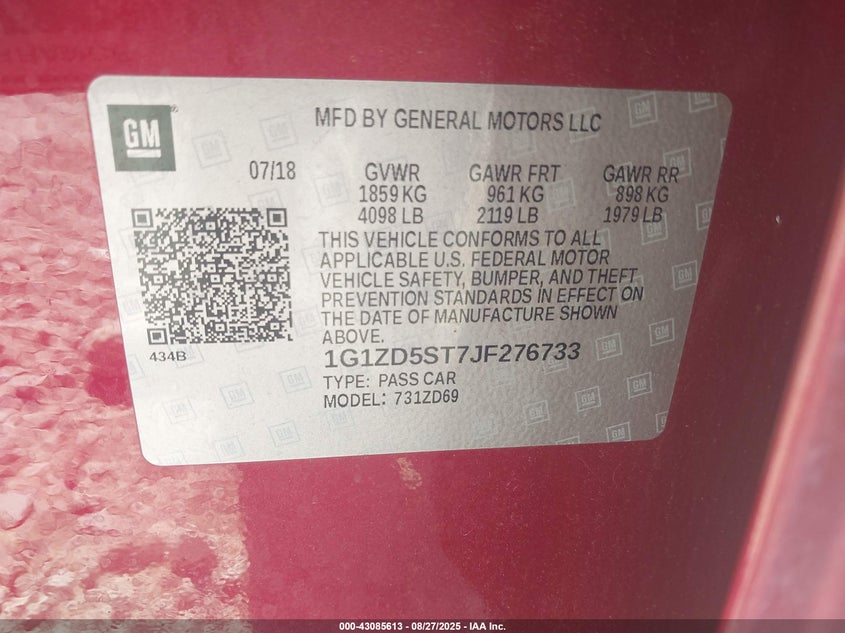 GM
MFD BY GENERAL MOTORS LLC
07/18 GVWR GAWR FRT GAWR RR
1859 KG 961 KG 898 KG
4098 LB 2119 LB 1979 LB
THIS VEHICLE CONFORMS TO ALL
APPLICABLE U.S. FEDERAL MOTOR
VEHICLE SAFETY, BUMPER, AND THEFT
PREVENTION STANDARDS IN EFFECT ON
THE DATE OF MANUFACTURE SHOWN
ABOVE.
434B
1G1ZD5ST7JF276733
TYPE: PASS CAR
MODEL: 731ZD69
000-43085613 - 08/27/2025 - IAA Inc.